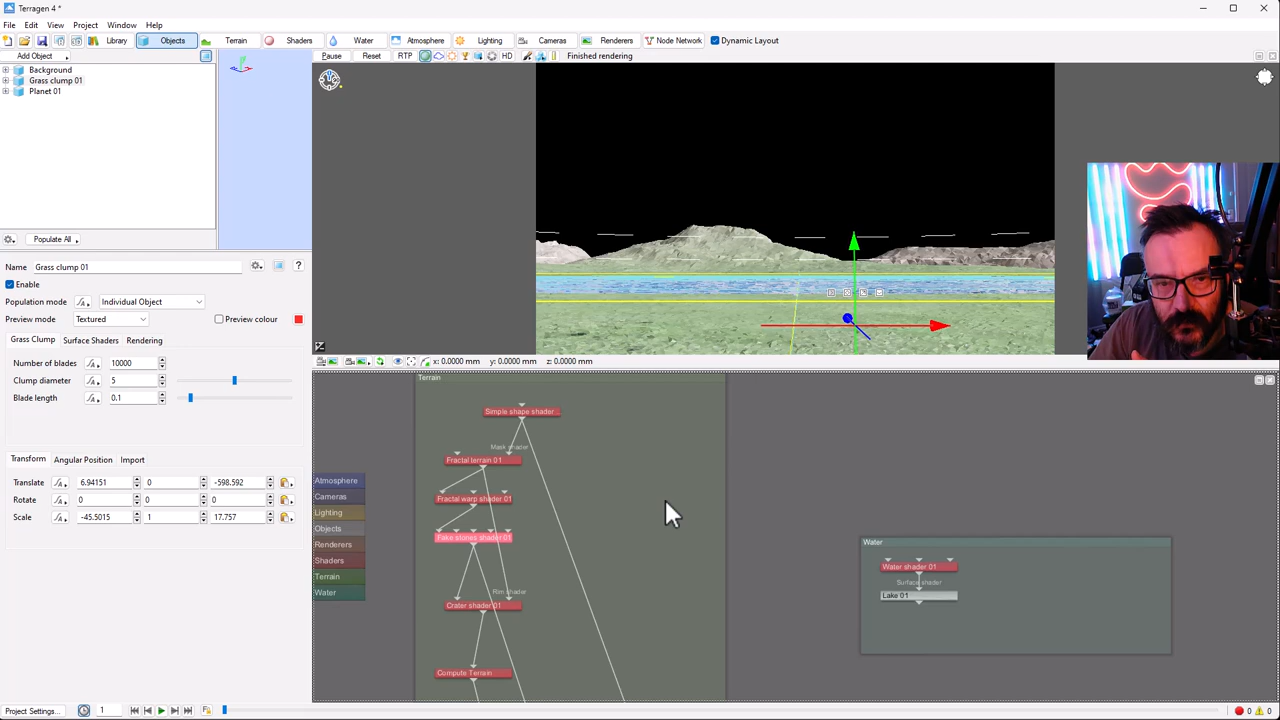 Terragen 4 *
File Edit View Project Window Help
Library Objects Terrain Shaders Water Atmosphere Lighting Cameras Renderers Node Network Dynamic Layout
Add Object
Pause Reset RTP HD Finished rendering
Background
Grass clump 01
Planet 01
Populate All
Name Grass clump 01
Enable
Population mode Individual Object
Preview mode Textured Preview colour
Grass Clump Surface Shaders Rendering
Number of blades 10000
Clump diameter 5
Blade length 0.1
Transform Angular Position Import
Translate 6.94151 0 -598.592
Rotate 0 0 0
Scale -45.5015 1 17.757
x: 0.0000 mm y: 0.0000 mm z: 0.0000 mm
Atmosphere
Cameras
Lighting
Objects
Renderers
Shaders
Terrain
Water
Terrain
Simple shape shader
Mask shader
Fractal terrain 01
Fractal warp shader 01
Fake stones shader 01
Rim shader
Crater shader 01
Compute Terrain
Water
Water shader 01
Surface shader
Lake 01
Project Settings... 1 0 0